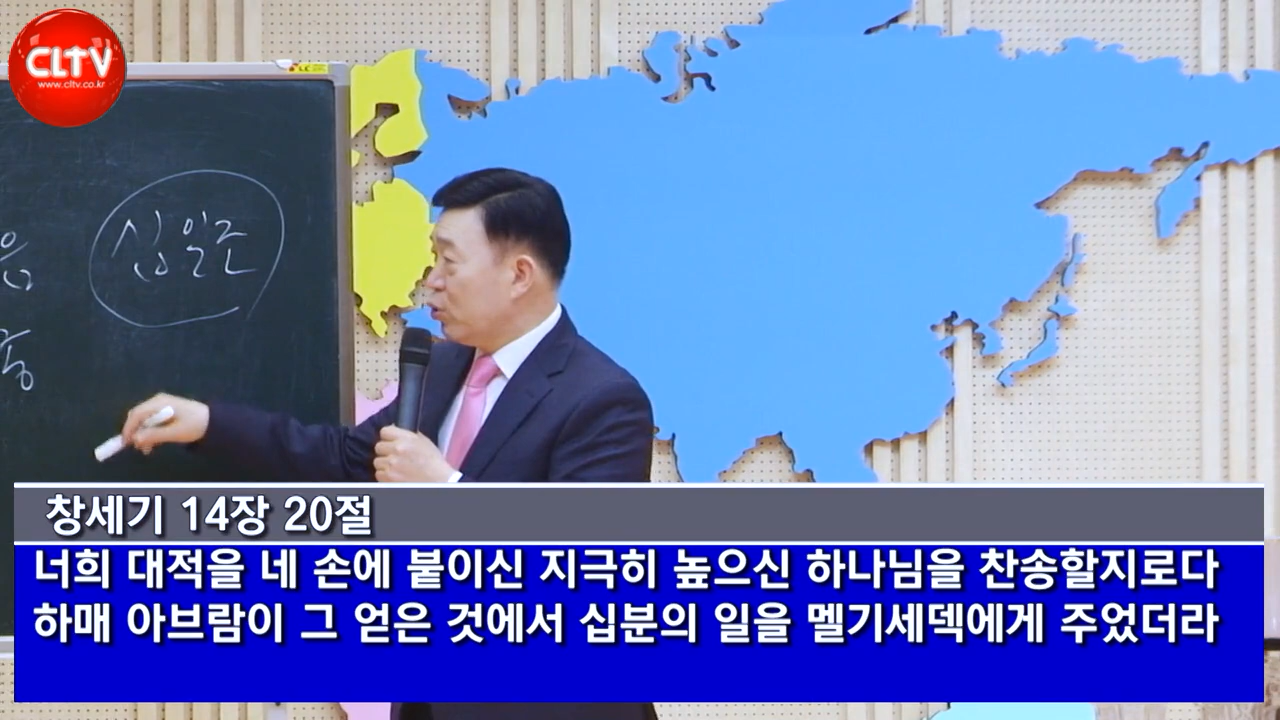 CLTV
www.cltv.co.kr
십일조
음
창세기 14장 20절
너희 대적을 네 손에 붙이신 지극히 높으신 하나님을 찬송할지로다
하매 아브람이 그 얻은 것에서 십분의 일을 멜기세덱에게 주었더라